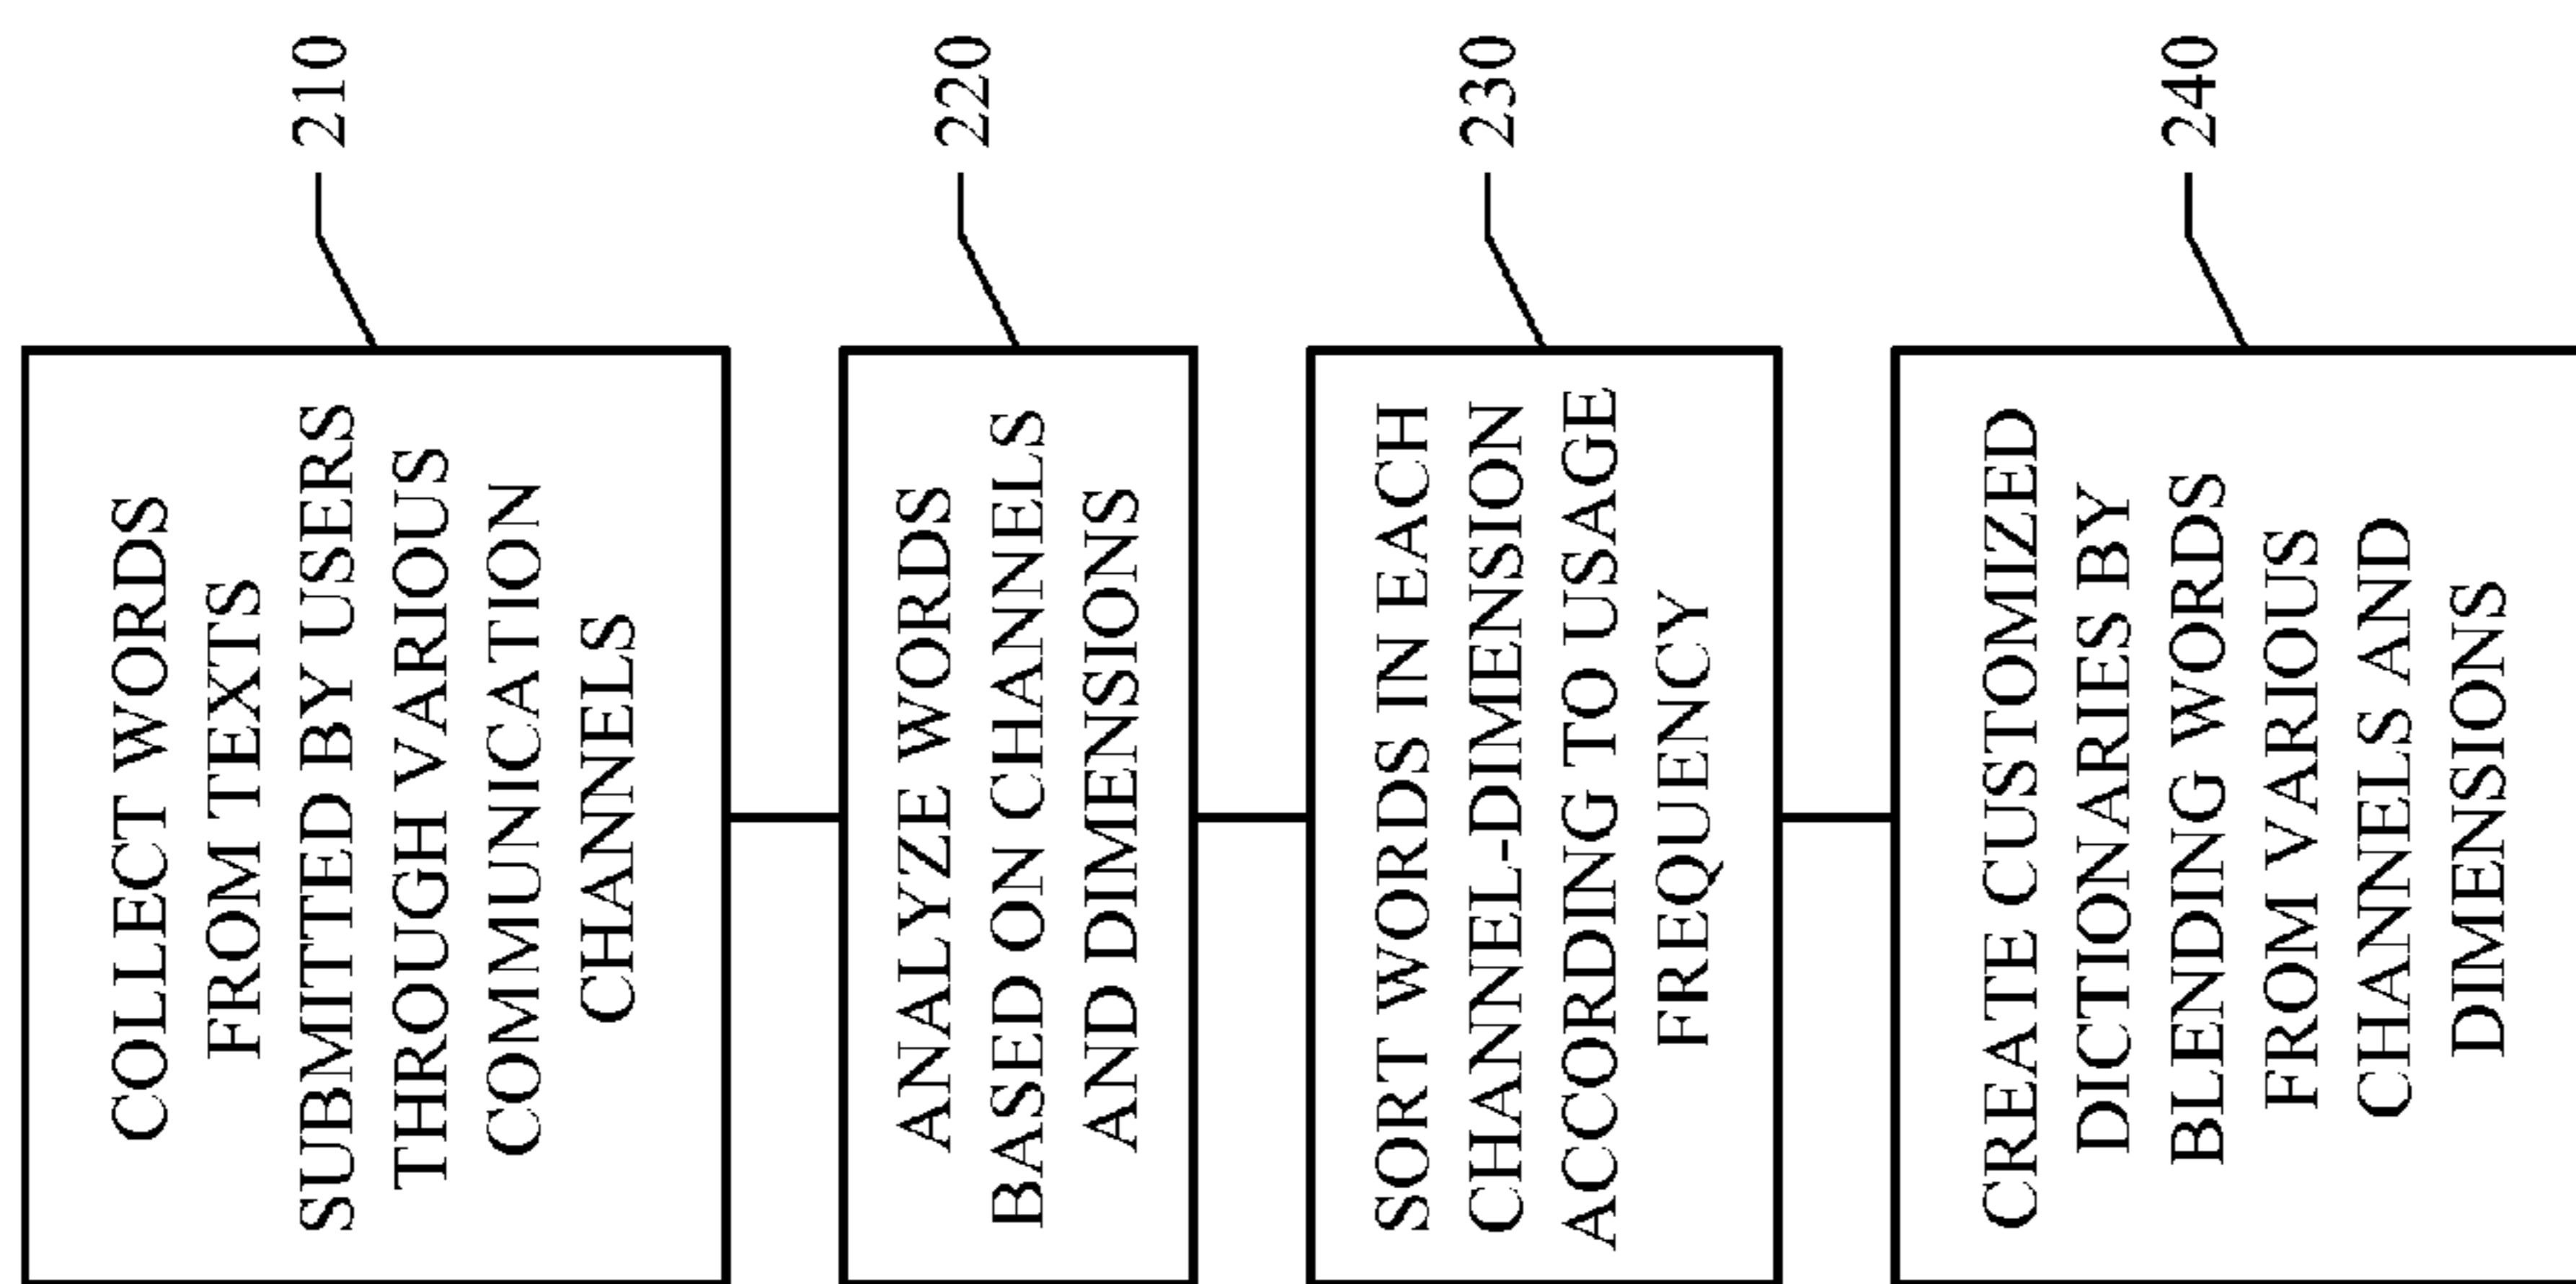 COLLECT WORDS
FROM TEXTS
SUBMITTED BY USERS
THROUGH VARIOUS
COMMUNICATION
CHANNELS
210
ANALYZE WORDS
BASED ON CHANNELS
AND DIMENSIONS
220
SORT WORDS IN EACH
CHANNEL-DIMENSION
ACCORDING TO USAGE
FREQUENCY
230
CREATE CUSTOMIZED
DICTIONARIES BY
BLENDING WORDS
FROM VARIOUS
CHANNELS AND
DIMENSIONS
240